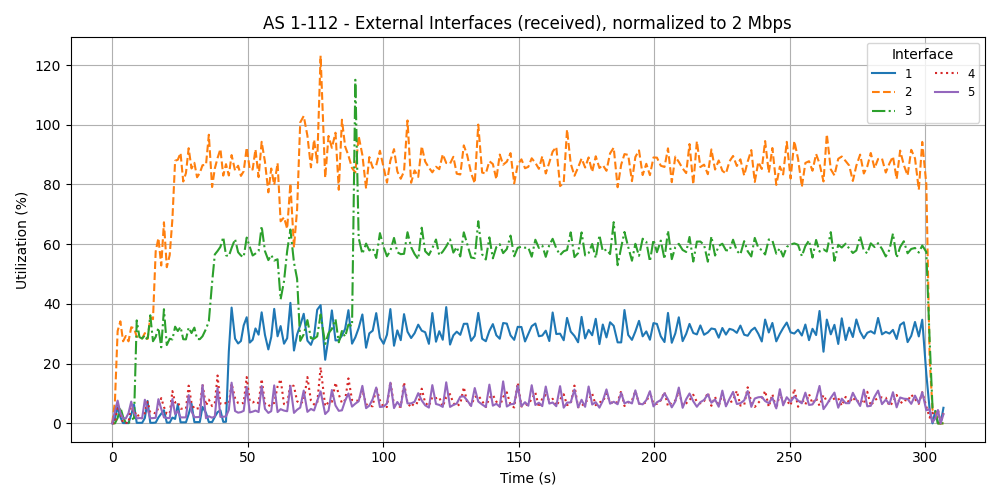 AS 1-112 - External Interfaces (received), normalized to 2 Mbps
Interface
1
2
3
4
5
Utilization (%)
120
100
80
60
40
20
0
0 50 100 150 200 250 300
Time (s)